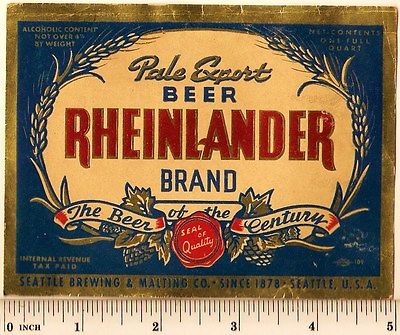 ALCOHOLIC CONTENT
NOT OVER 4%
BY WEIGHT
NET CONTENTS
ONE FULL
QUART
Pale Export
BEER
RHEINLANDER
BRAND
The Beer of the Century
SEAL
OF
Quality
INTERNAL REVENUE
TAX PAID
109
SEATTLE BREWING & MALTING CO. · SINCE 1878 · SEATTLE, U.S.A.
0 INCH 1 2 3 4 5